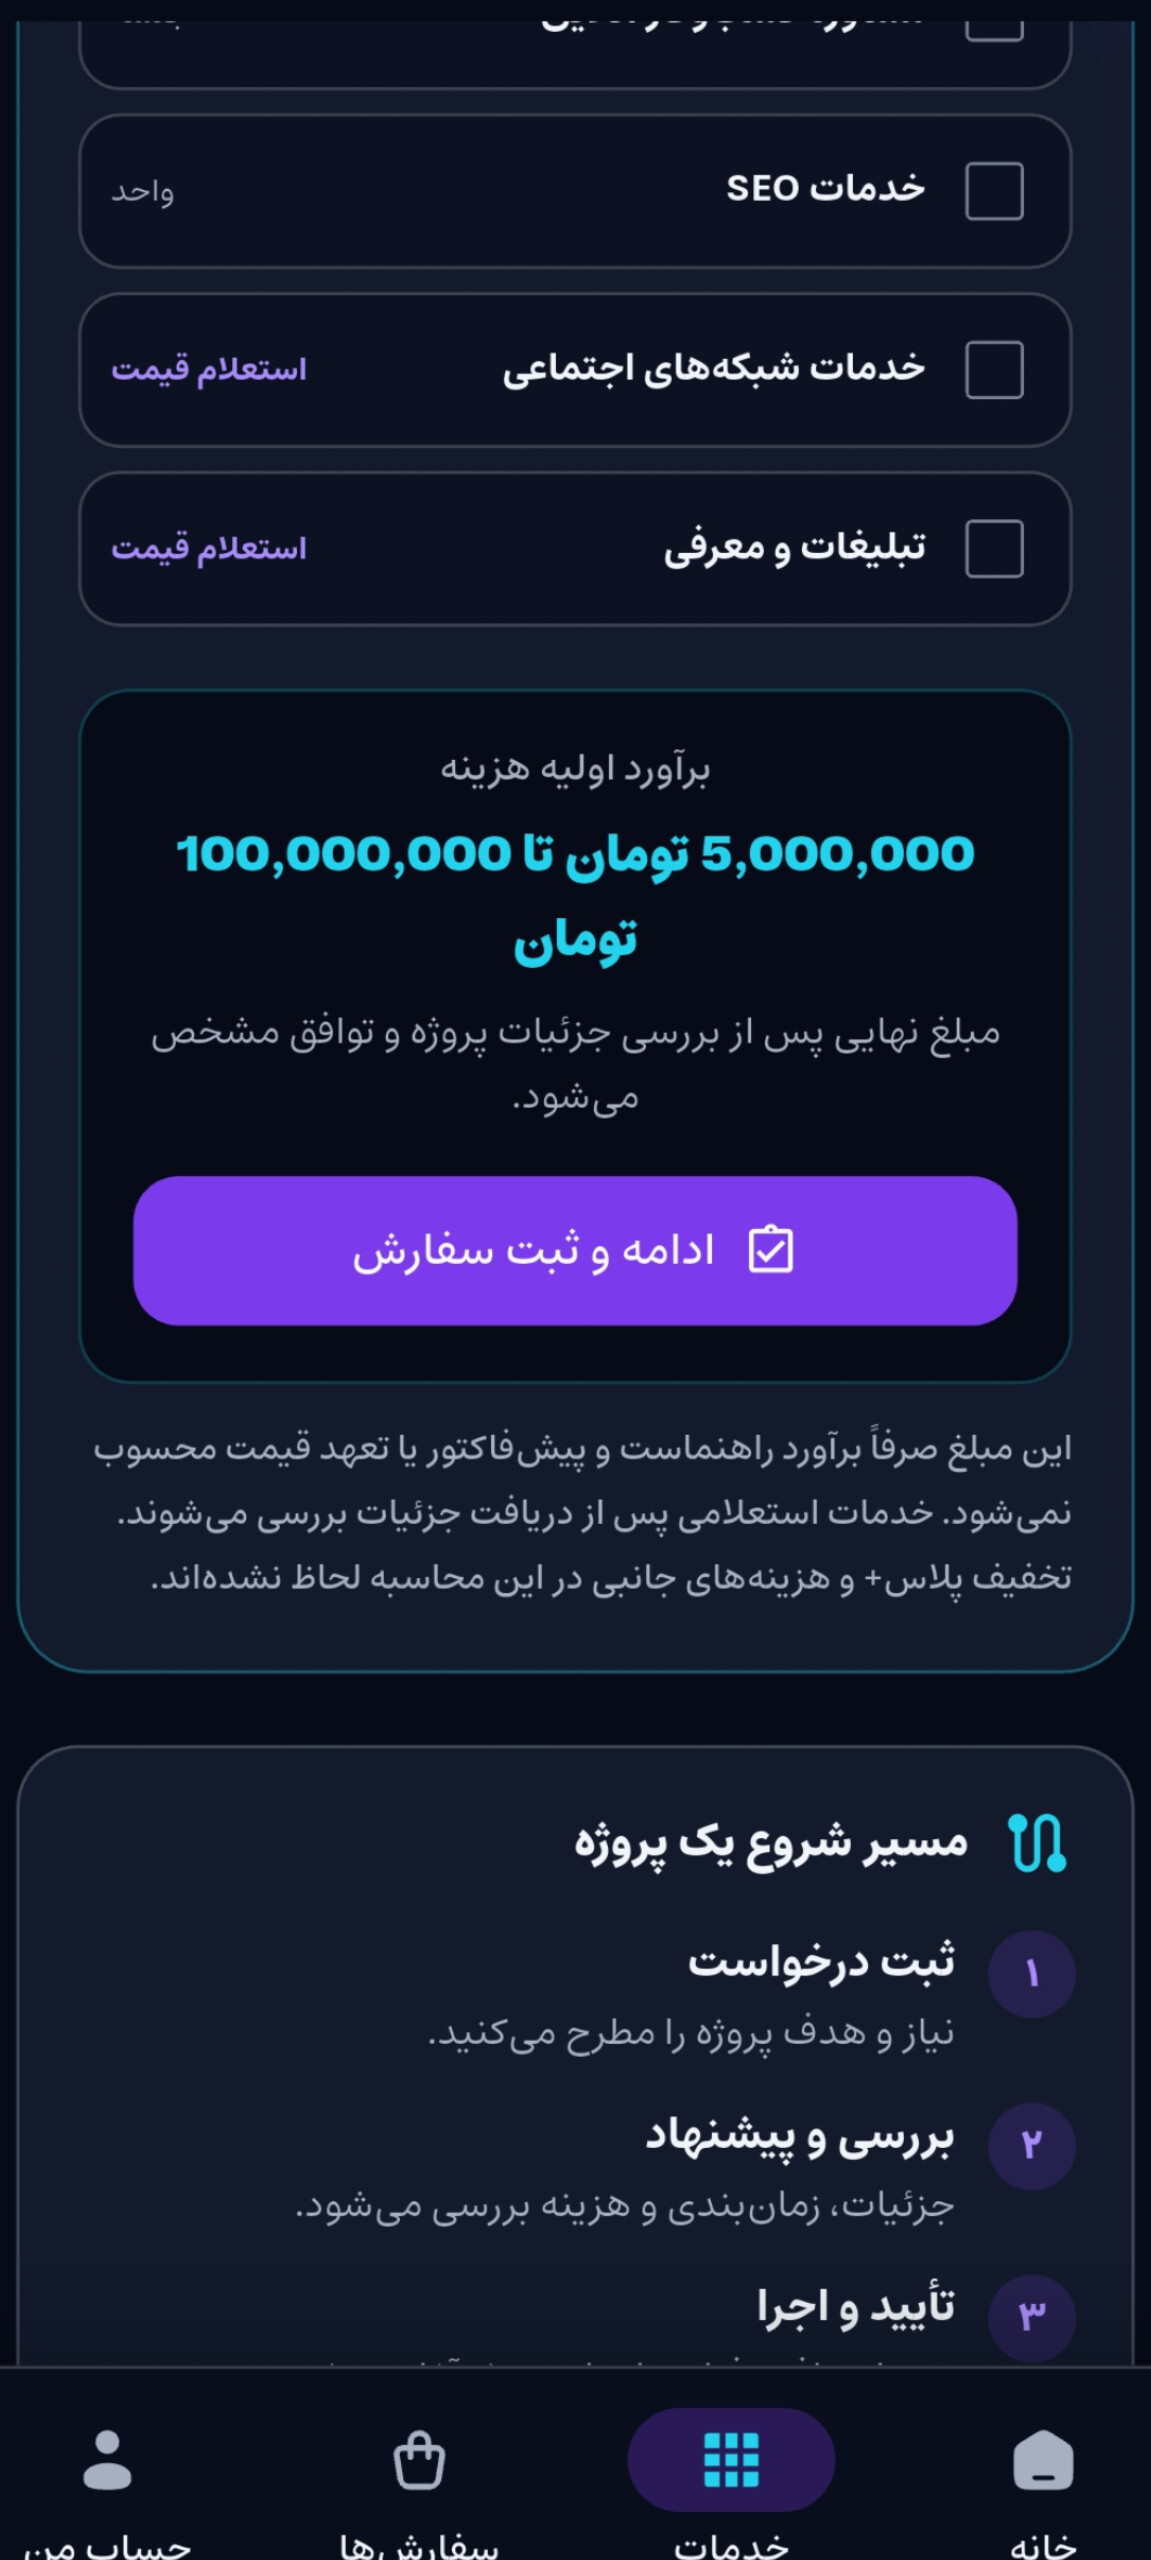 خدمات SEO
واحد
خدمات شبکه‌های اجتماعی
استعلام قیمت
تبلیغات و معرفی
استعلام قیمت
برآورد اولیه هزینه
5,000,000 تومان تا 100,000,000
تومان
مبلغ نهایی پس از بررسی جزئیات پروژه و توافق مشخص
می‌شود.
ادامه و ثبت سفارش
این مبلغ صرفاً برآورد راهنماست و پیش‌فاکتور یا تعهد قیمت محسوب
نمی‌شود. خدمات استعلامی پس از دریافت جزئیات بررسی می‌شوند.
تخفیف پلاس+ و هزینه‌های جانبی در این محاسبه لحاظ نشده‌اند.
مسیر شروع یک پروژه
۱
ثبت درخواست
نیاز و هدف پروژه را مطرح می‌کنید.
۲
بررسی و پیشنهاد
جزئیات، زمان‌بندی و هزینه بررسی می‌شود.
۳
تأیید و اجرا
خانه
خدمات
سفارش‌ها
حساب من